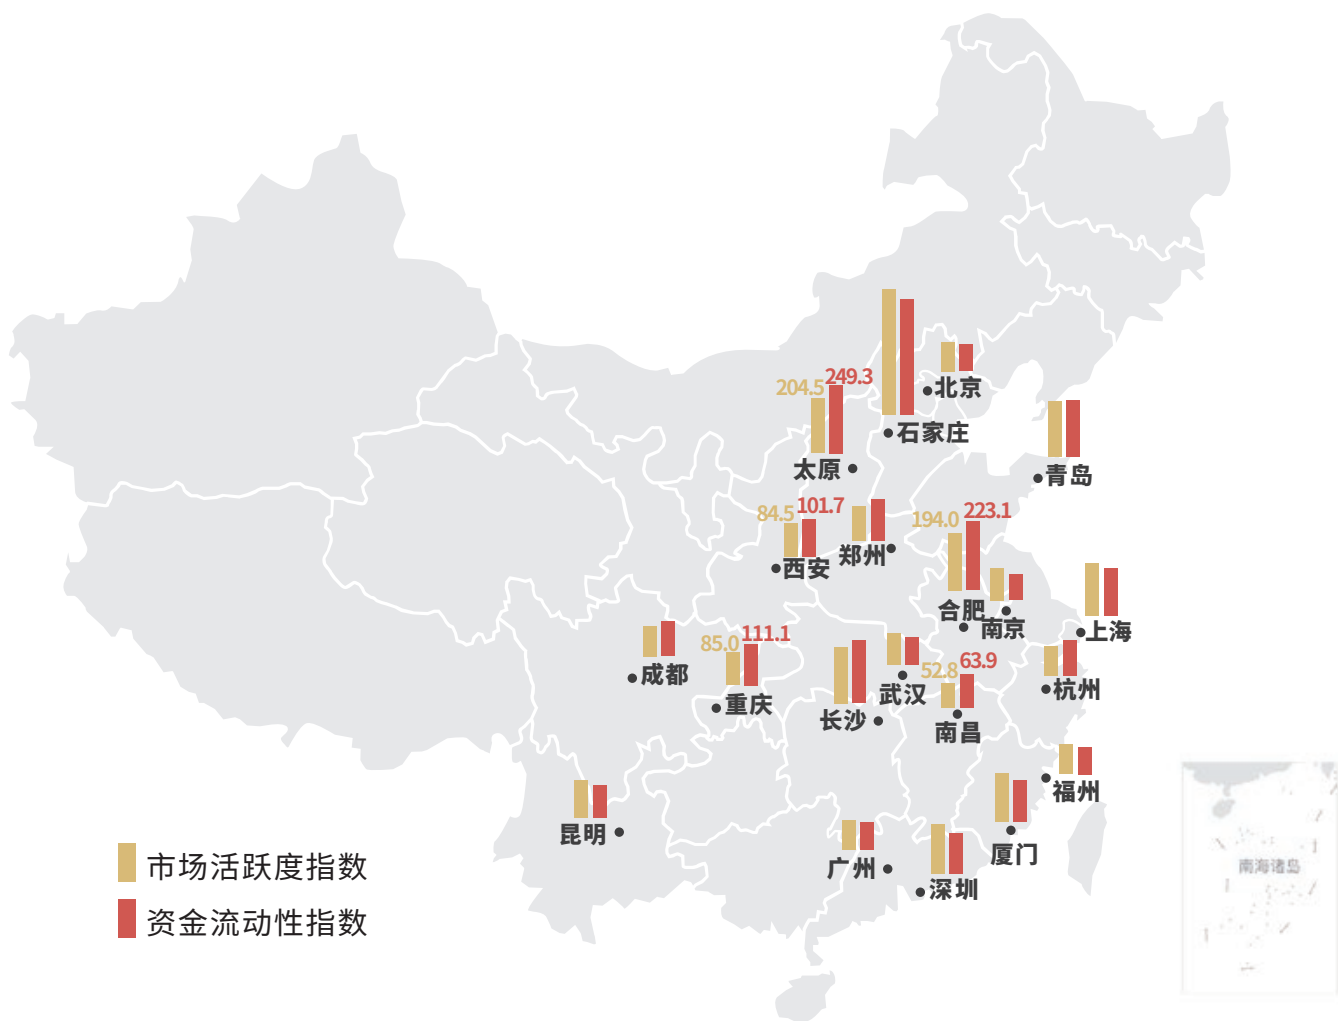 北京
249.3
204.5
石家庄
太原
青岛
101.7
84.5
223.1
194.0
郑州
西安
合肥
南京
上海
111.1
85.0
63.9
52.8
成都
杭州
武汉
重庆
长沙
南昌
福州
昆明
厦门
广州
深圳
市场活跃度指数
资金流动性指数
南海诸岛